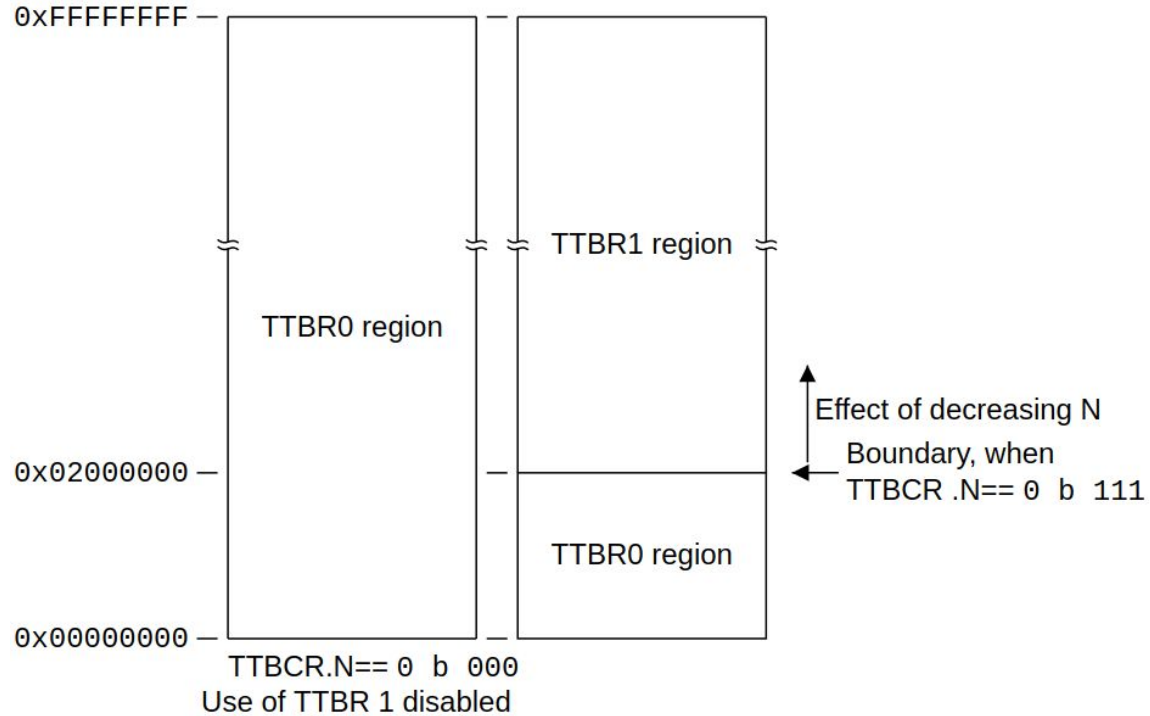 0xFFFFFFFF
TTBR1 region
TTBR0 region
Effect of decreasing N
Boundary, when
0x02000000
TTBCR .N== 0 b 111
TTBR0 region
0x00000000
TTBCR.N== 0 b 000
Use of TTBR 1 disabled